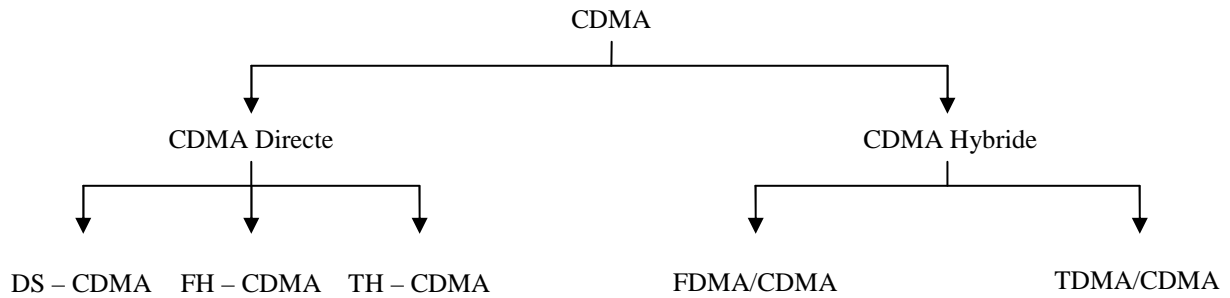 CDMA
CDMA Directe CDMA Hybride
DS – CDMA FH – CDMA TH – CDMA FDMA/CDMA TDMA/CDMA